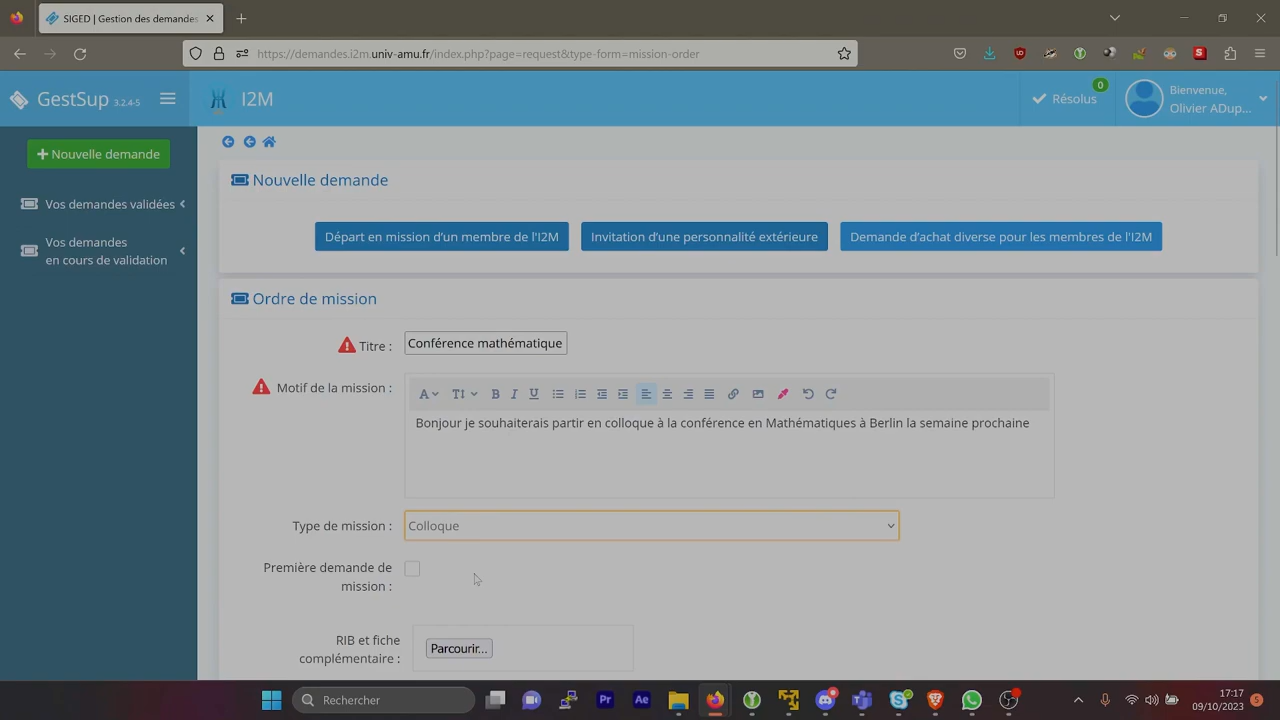 SIGED | Gestion des demandes
https://demandes.i2m.univ-amu.fr/index.php?page=request&type-form=mission-order
GestSup 3.2.4-5
I2M
Résolus
0
Bienvenue,
Olivier ADup...
Nouvelle demande
Vos demandes validées
Vos demandes
en cours de validation
Nouvelle demande
Départ en mission d'un membre de l'I2M
Invitation d'une personnalité extérieure
Demande d'achat diverse pour les membres de l'I2M
Ordre de mission
Titre :
Conférence mathématique
Motif de la mission :
Bonjour je souhaiterais partir en colloque à la conférence en Mathématiques à Berlin la semaine prochaine
Type de mission :
Colloque
Première demande de
mission :
RIB et fiche
complémentaire :
Parcourir...
Rechercher
Pr
Ae
17:17
09/10/2023